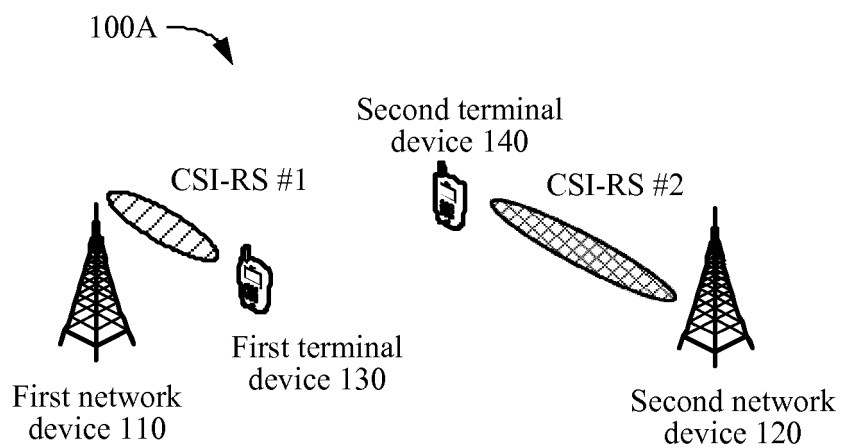 100A
Second terminal
device 140
CSI-RS #1
CSI-RS #2
First terminal
device 130
First network
device 110
Second network
device 120